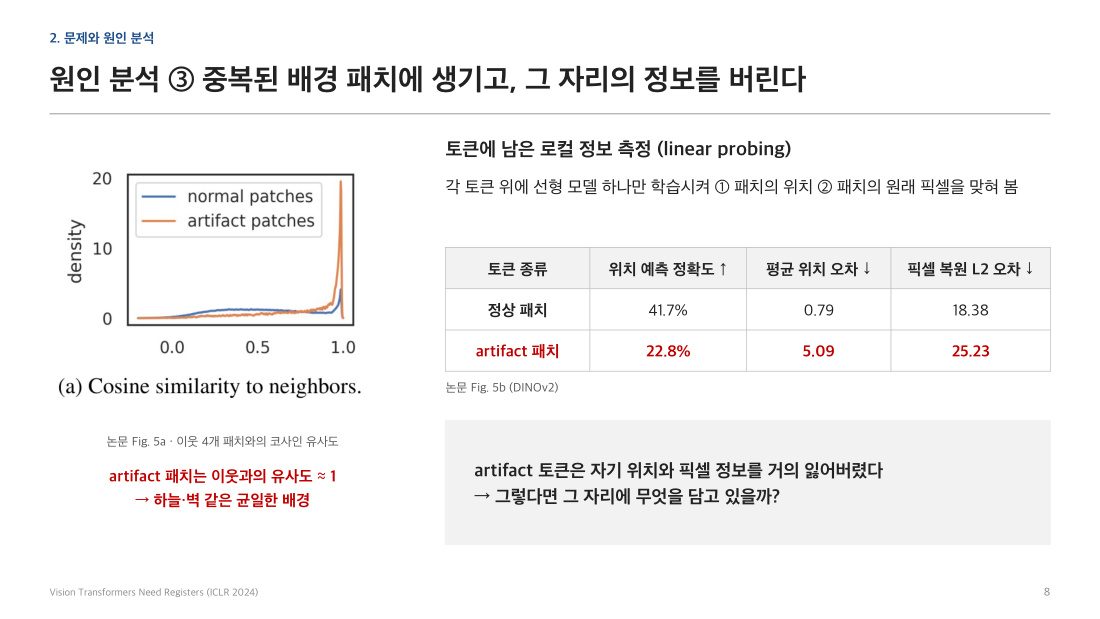 2. 문제와 원인 분석
원인 분석 ③ 중복된 배경 패치에 생기고, 그 자리의 정보를 버린다
20
10
0
density
normal patches
artifact patches
0.0 0.5 1.0
(a) Cosine similarity to neighbors.
논문 Fig. 5a · 이웃 4개 패치와의 코사인 유사도
artifact 패치는 이웃과의 유사도 ≈ 1
→ 하늘·벽 같은 균일한 배경
토큰에 남은 로컬 정보 측정 (linear probing)
각 토큰 위에 선형 모델 하나만 학습시켜 ① 패치의 위치 ② 패치의 원래 픽셀을 맞혀 봄
토큰 종류 위치 예측 정확도 ↑ 평균 위치 오차 ↓ 픽셀 복원 L2 오차 ↓
정상 패치 41.7% 0.79 18.38
artifact 패치 22.8% 5.09 25.23
논문 Fig. 5b (DINOv2)
artifact 토큰은 자기 위치와 픽셀 정보를 거의 잃어버렸다
→ 그렇다면 그 자리에 무엇을 담고 있을까?
Vision Transformers Need Registers (ICLR 2024)
8